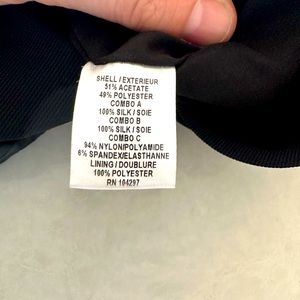 SHELL / EXTERIEUR
51% ACETATE
49% POLYESTER
COMBO A
100% SILK / SOIE
COMBO B
100% SILK / SOIE
COMBO C
94% NYLON/POLYAMIDE
6% SPANDEX/ELASTHANNE
LINING / DOUBLURE
100% POLYESTER
RN 104297